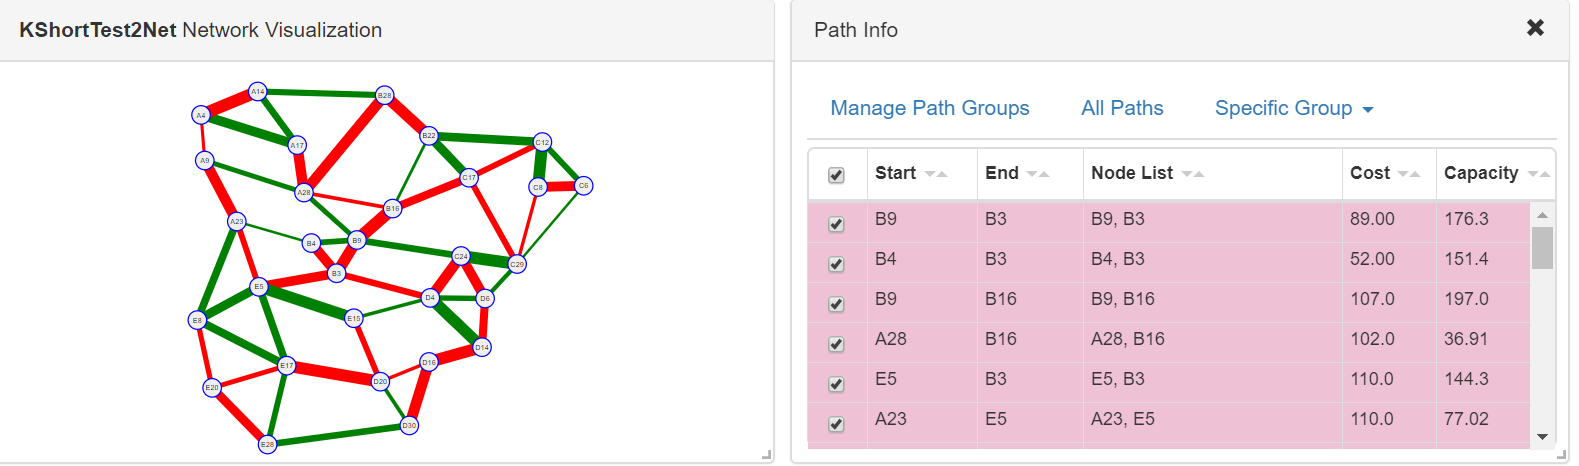 KShortTest2Net Network Visualization
A14
B28
A4
B22
C12
A17
A9
C17
C8
C6
A28
B16
A23
B4
B9
C24
C29
B3
E5
D4
D6
E15
E8
D14
E17
D16
D20
E20
D30
E28
Path Info
Manage Path Groups All Paths Specific Group
Start End Node List Cost Capacity
B9 B3 B9, B3 89.00 176.3
B4 B3 B4, B3 52.00 151.4
B9 B16 B9, B16 107.0 197.0
A28 B16 A28, B16 102.0 36.91
E5 B3 E5, B3 110.0 144.3
A23 E5 A23, E5 110.0 77.02